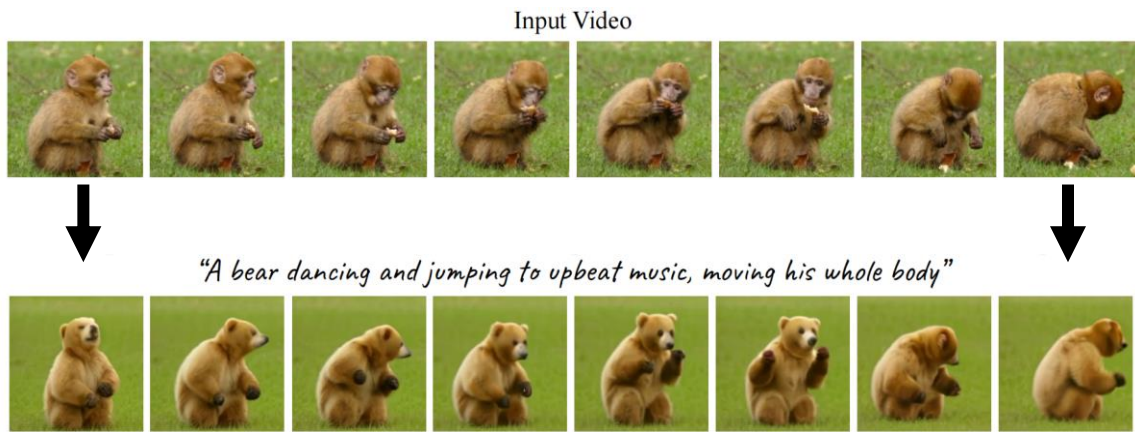 Input Video
“A bear dancing and jumping to upbeat music, moving his whole body”